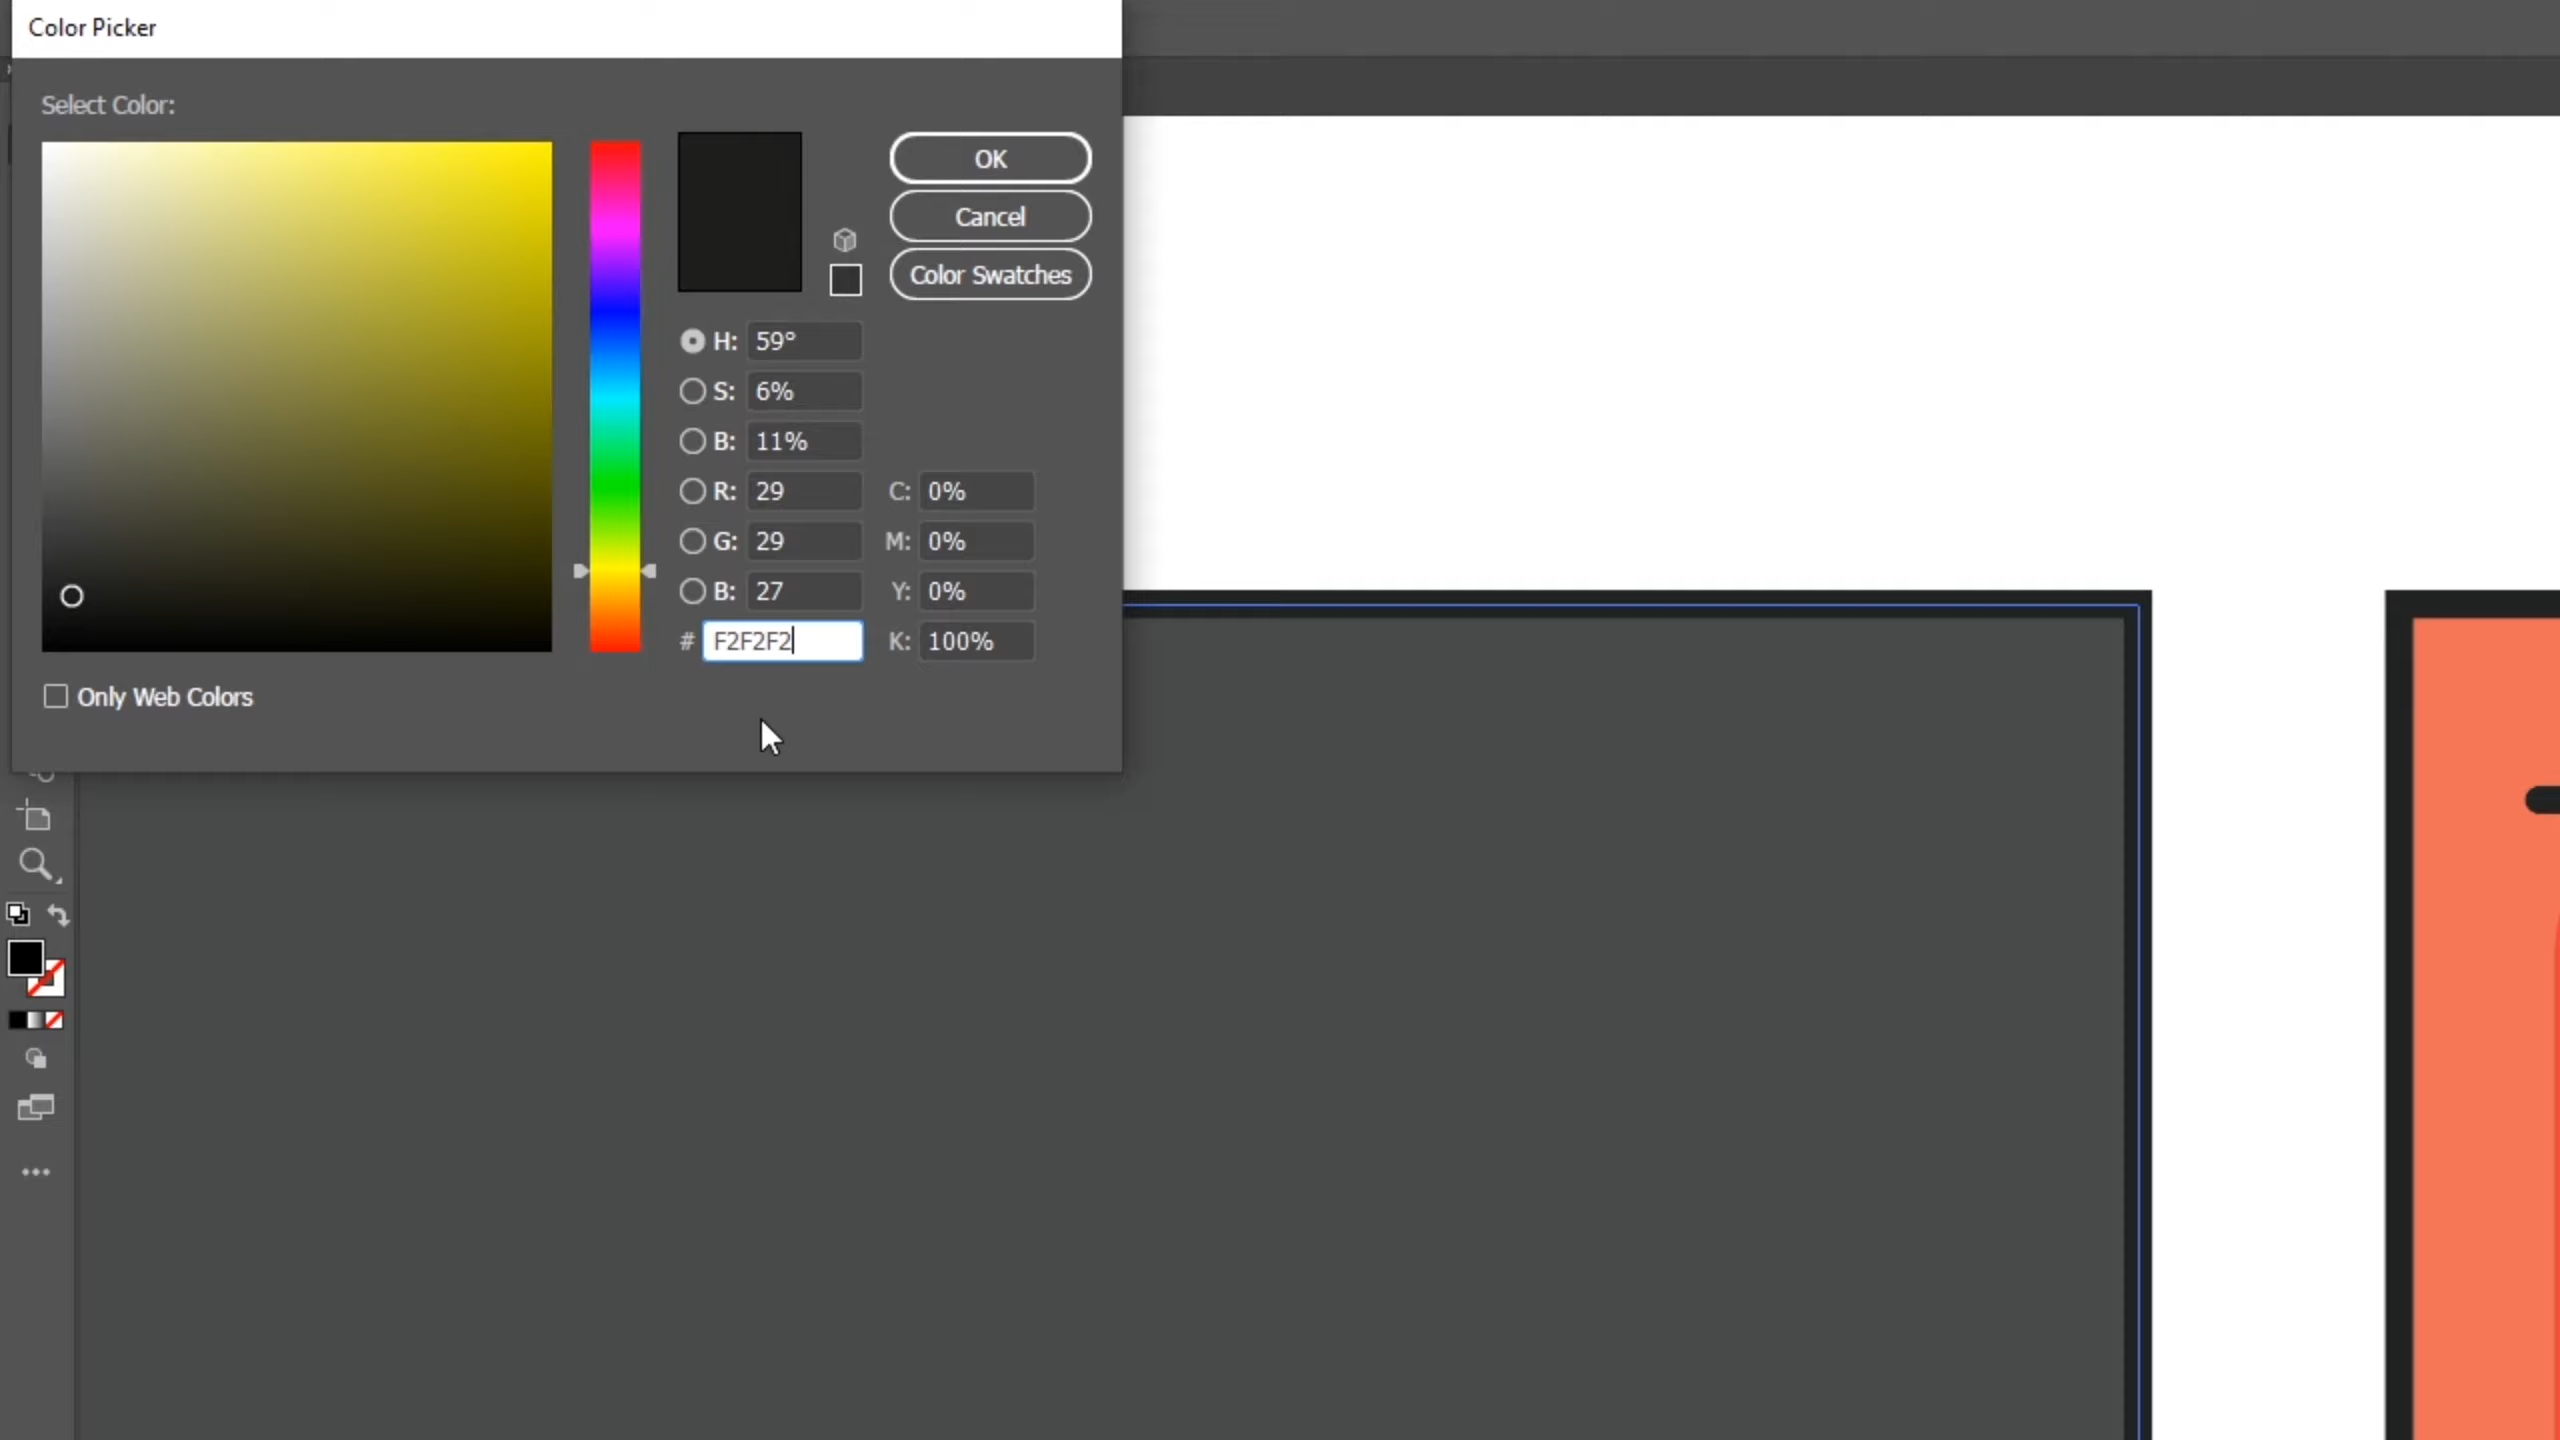 Color Picker
Select Color:
OK
Cancel
Color Swatches
H: 59°
S: 6%
B: 11%
R: 29 C: 0%
G: 29 M: 0%
B: 27 Y: 0%
# F2F2F2 K: 100%
Only Web Colors